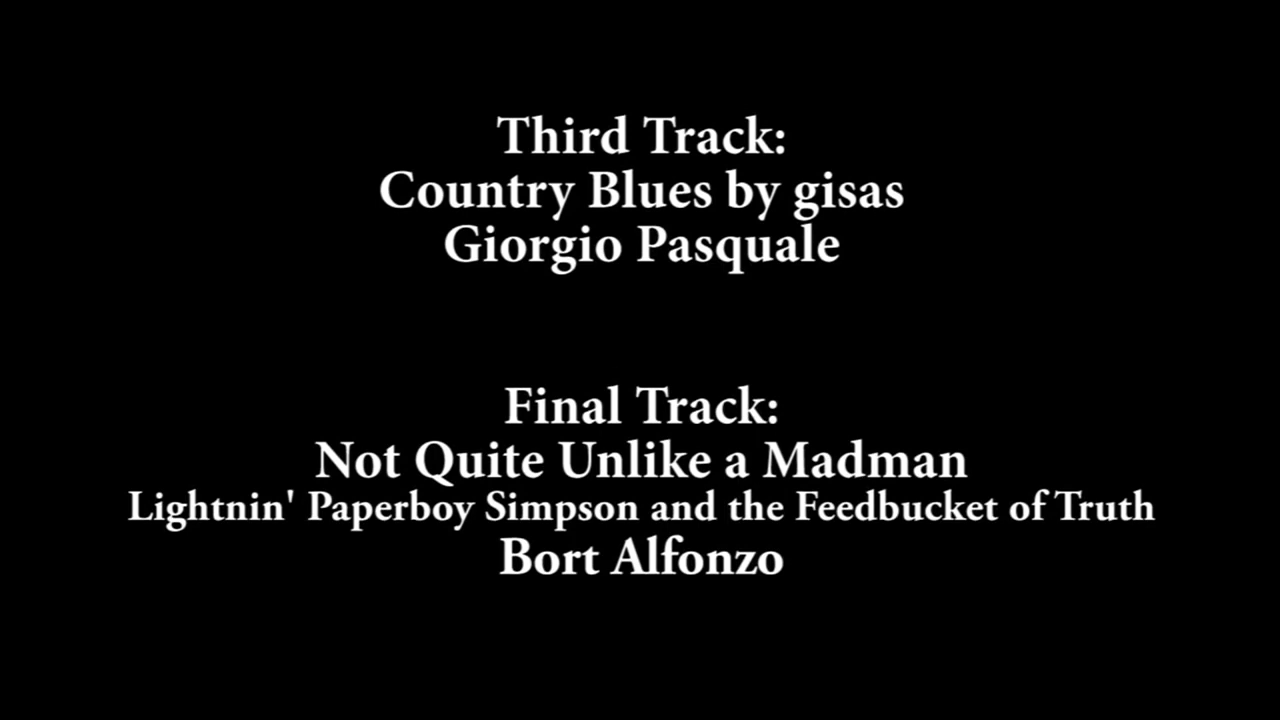 Third Track:
Country Blues by gisas
Giorgio Pasquale
Final Track:
Not Quite Unlike a Madman
Lightnin' Paperboy Simpson and the Feedbucket of Truth
Bort Alfonzo